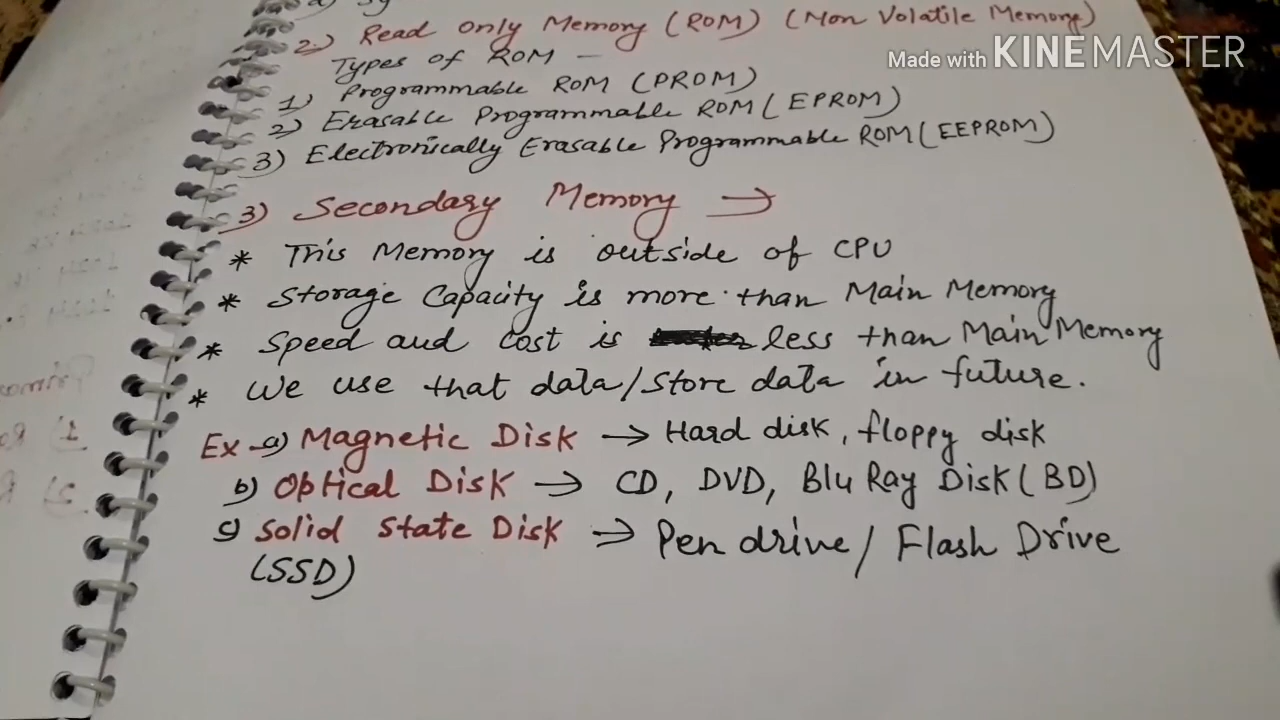 2) Read Only Memory (ROM) (Non Volatile Memory)
Made with KINEMASTER
Types of ROM -
1) Programmable ROM (PROM)
2) Erasable Programmable ROM (EPROM)
3) Electronically Erasable Programmable ROM (EEPROM)
3) Secondary Memory →
* This Memory is outside of CPU
* Storage Capacity is more than Main Memory
* Speed and cost is less than Main Memory
* We use that data/store data in future.
Ex a) Magnetic Disk → Hard disk, floppy disk
b) Optical Disk → CD, DVD, Blu Ray Disk (BD)
c) Solid State Disk → Pen drive / Flash Drive
(SSD)